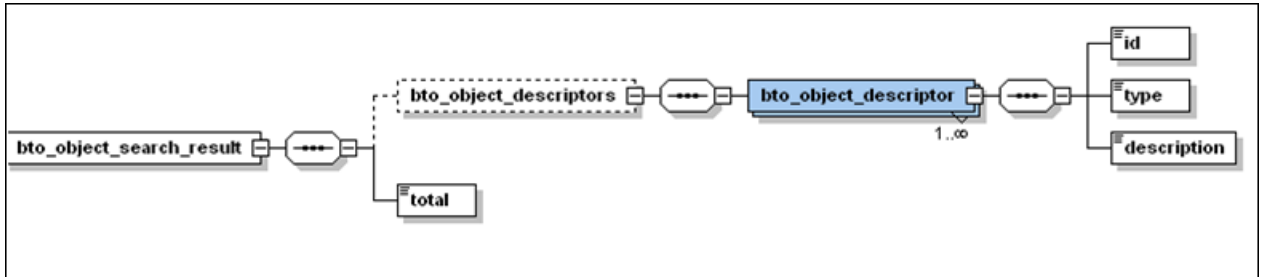 id
bto_object_descriptors
bto_object_descriptor
type
1..∞
bto_object_search_result
description
total